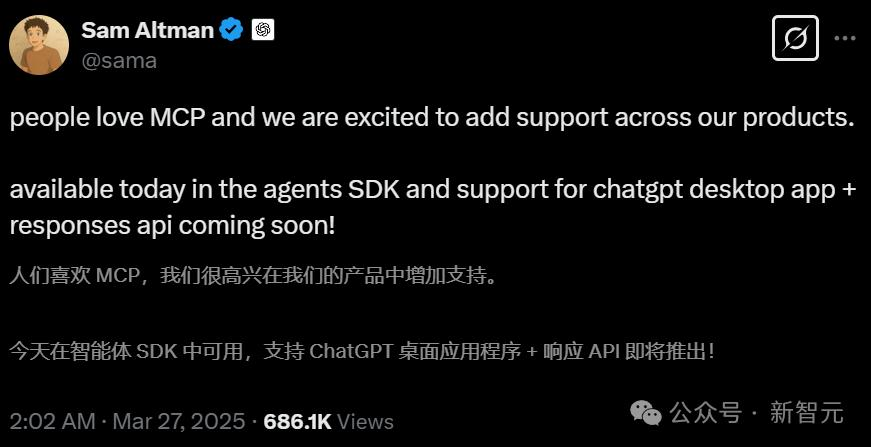 Sam Altman
@sama
people love MCP and we are excited to add support across our products.
available today in the agents SDK and support for chatgpt desktop app +
responses api coming soon!
人们喜欢 MCP，我们很高兴在我们的产品中增加支持。
今天在智能体 SDK 中可用，支持 ChatGPT 桌面应用程序 + 响应 API 即将推出！
2:02 AM · Mar 27, 2025 · 686.1K Views
公众号 · 新智元